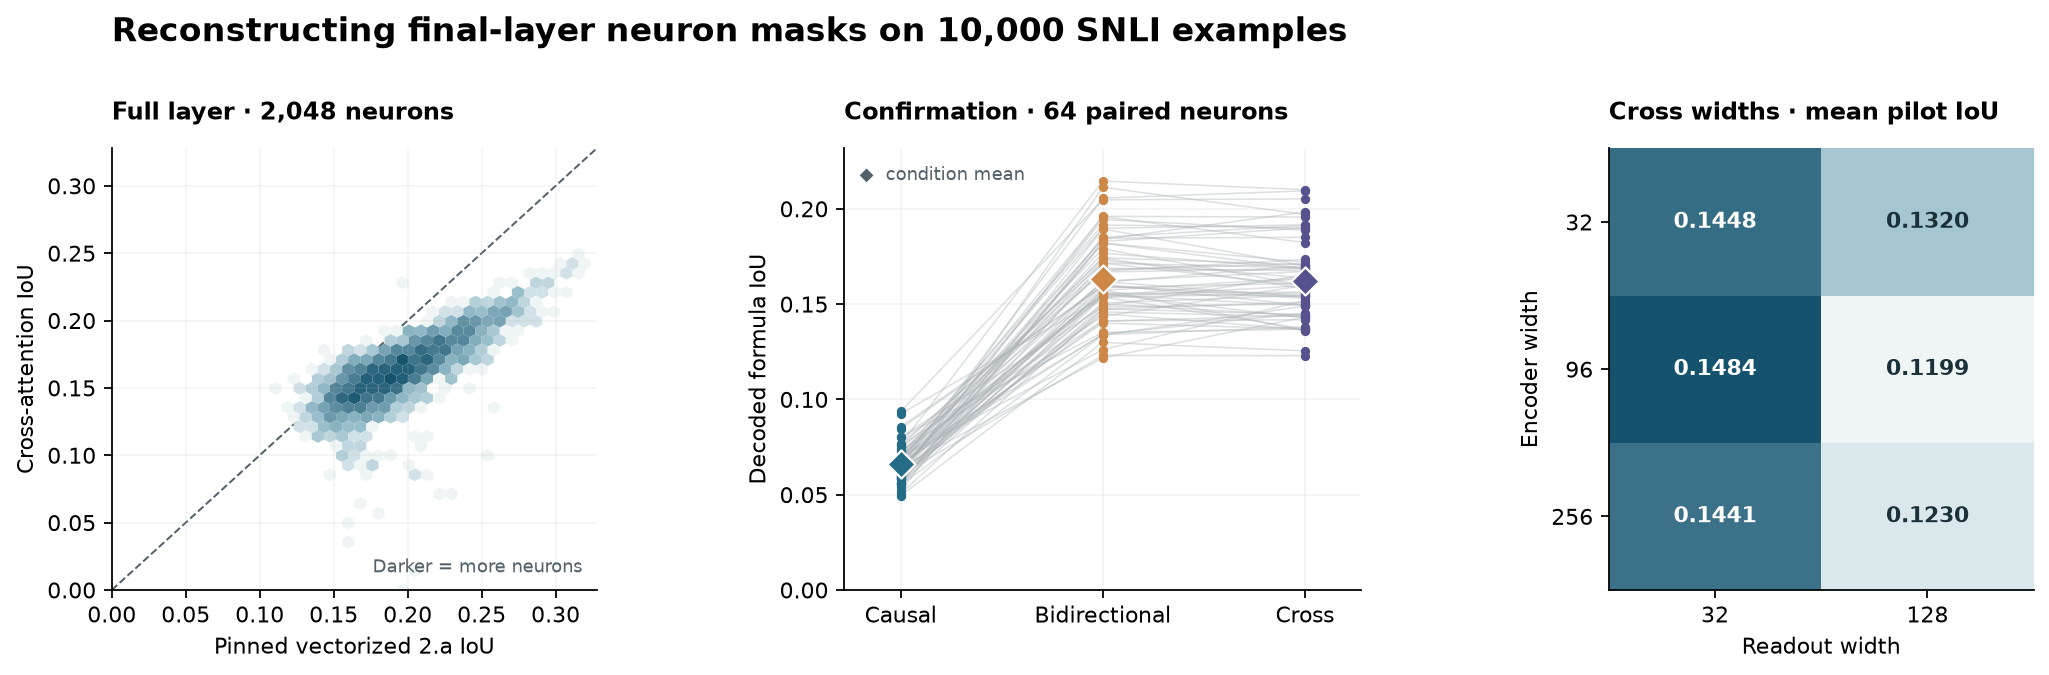 Reconstructing final-layer neuron masks on 10,000 SNLI examples
Full layer · 2,048 neurons
Cross-attention IoU
0.30
0.25
0.20
0.15
0.10
0.05
0.00
Darker = more neurons
0.00 0.05 0.10 0.15 0.20 0.25 0.30
Pinned vectorized 2.a IoU
Confirmation · 64 paired neurons
◆ condition mean
Decoded formula IoU
0.20
0.15
0.10
0.05
0.00
Causal Bidirectional Cross
Cross widths · mean pilot IoU
Encoder width
32 0.1448 0.1320
96 0.1484 0.1199
256 0.1441 0.1230
32 128
Readout width